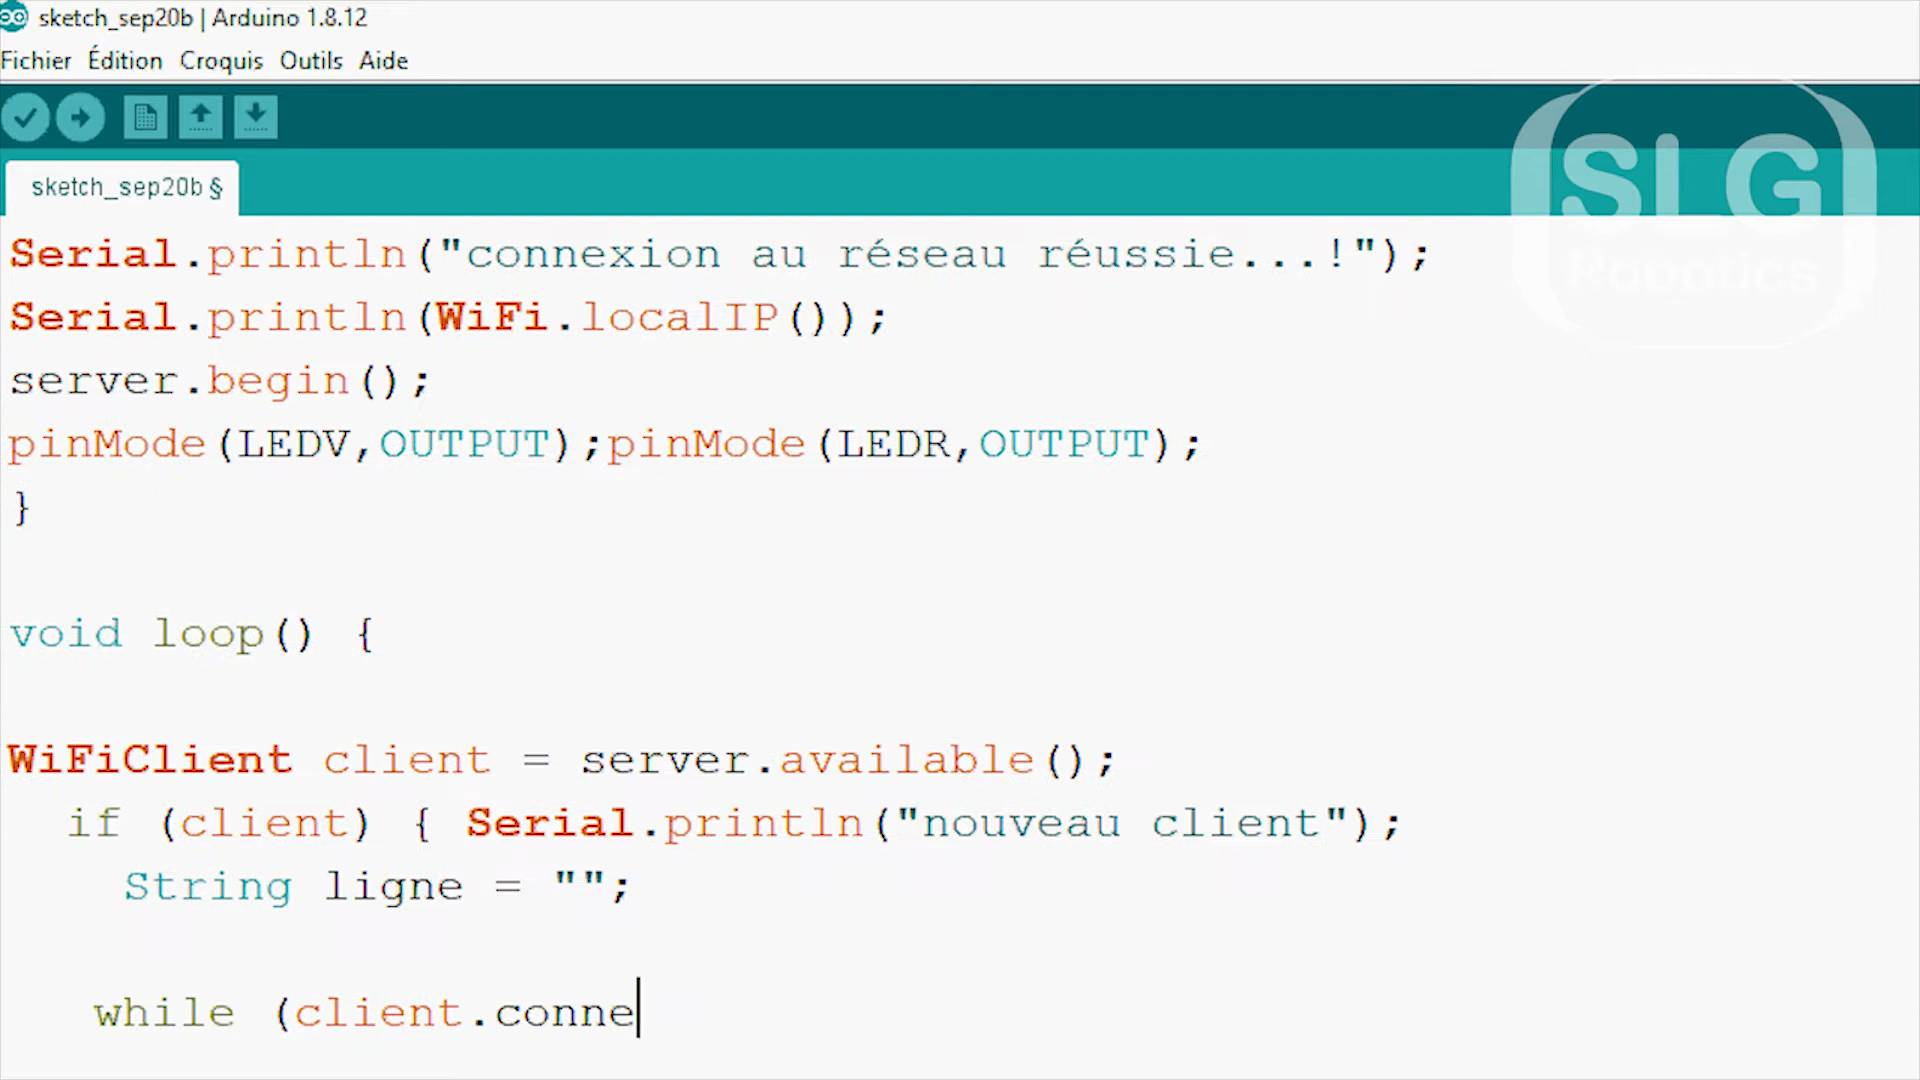 sketch_sep20b | Arduino 1.8.12
Fichier Édition Croquis Outils Aide
sketch_sep20b §
SLG
Robotics
Serial.println("connexion au réseau réussie...!");
Serial.println(WiFi.localIP());
server.begin();
pinMode(LEDV,OUTPUT);pinMode(LEDR,OUTPUT);
}
void loop() {
WiFiClient client = server.available();
if (client) { Serial.println("nouveau client");
String ligne = "";
while (client.conne